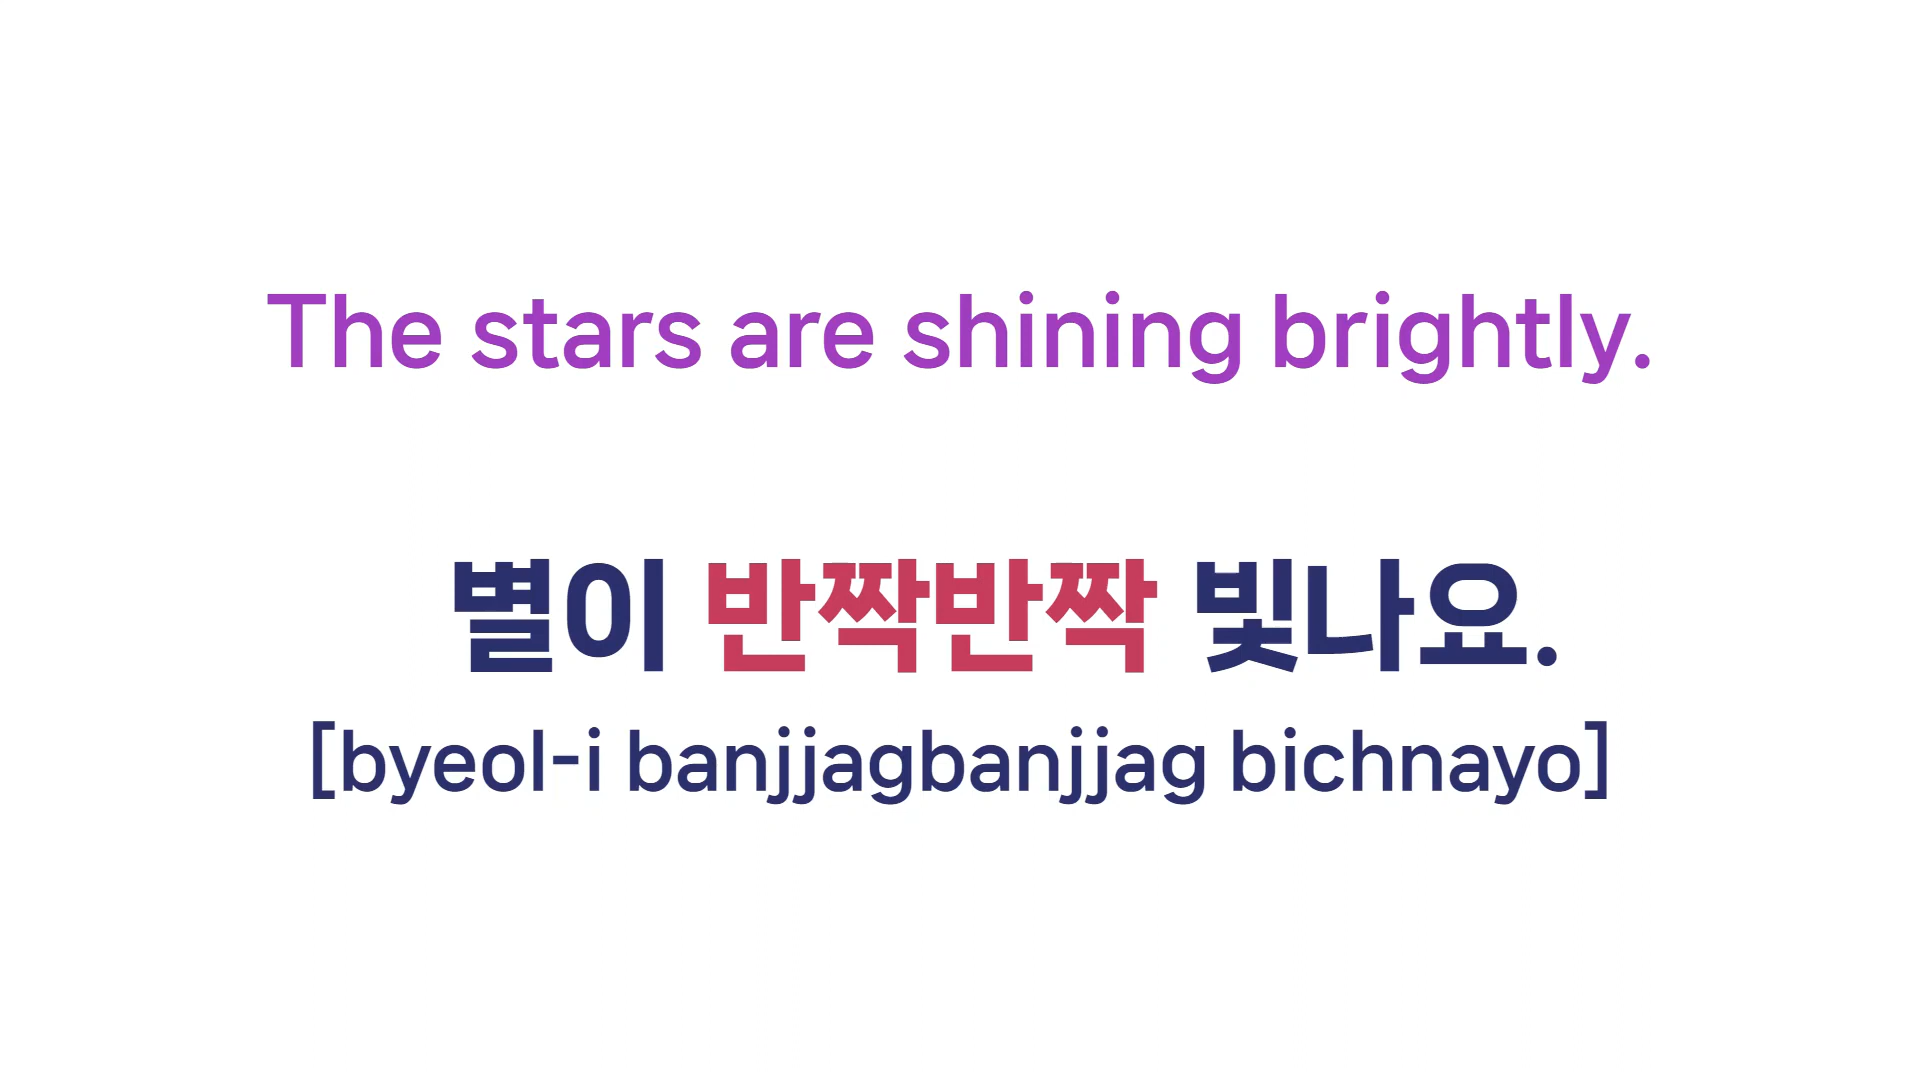 The stars are shining brightly.
별이 반짝반짝 빛나요.
[byeol-i banjjagbanjjag bichnayo]